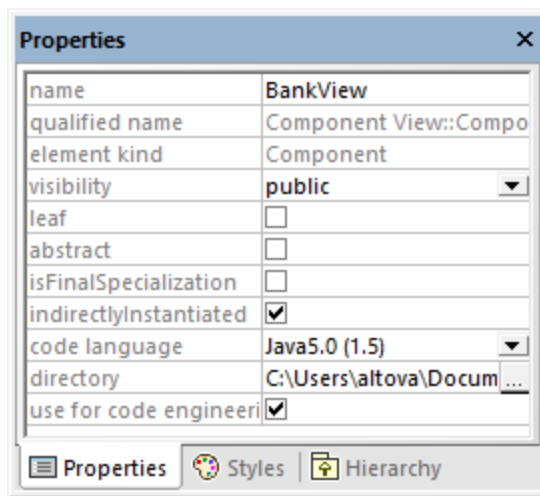 Properties
name BankView
qualified name Component View::Compo
element kind Component
visibility public
leaf
abstract
isFinalSpecialization
indirectlyInstantiated
code language Java5.0 (1.5)
directory C:\Users\altova\Docum ...
use for code engineeri
Properties Styles Hierarchy